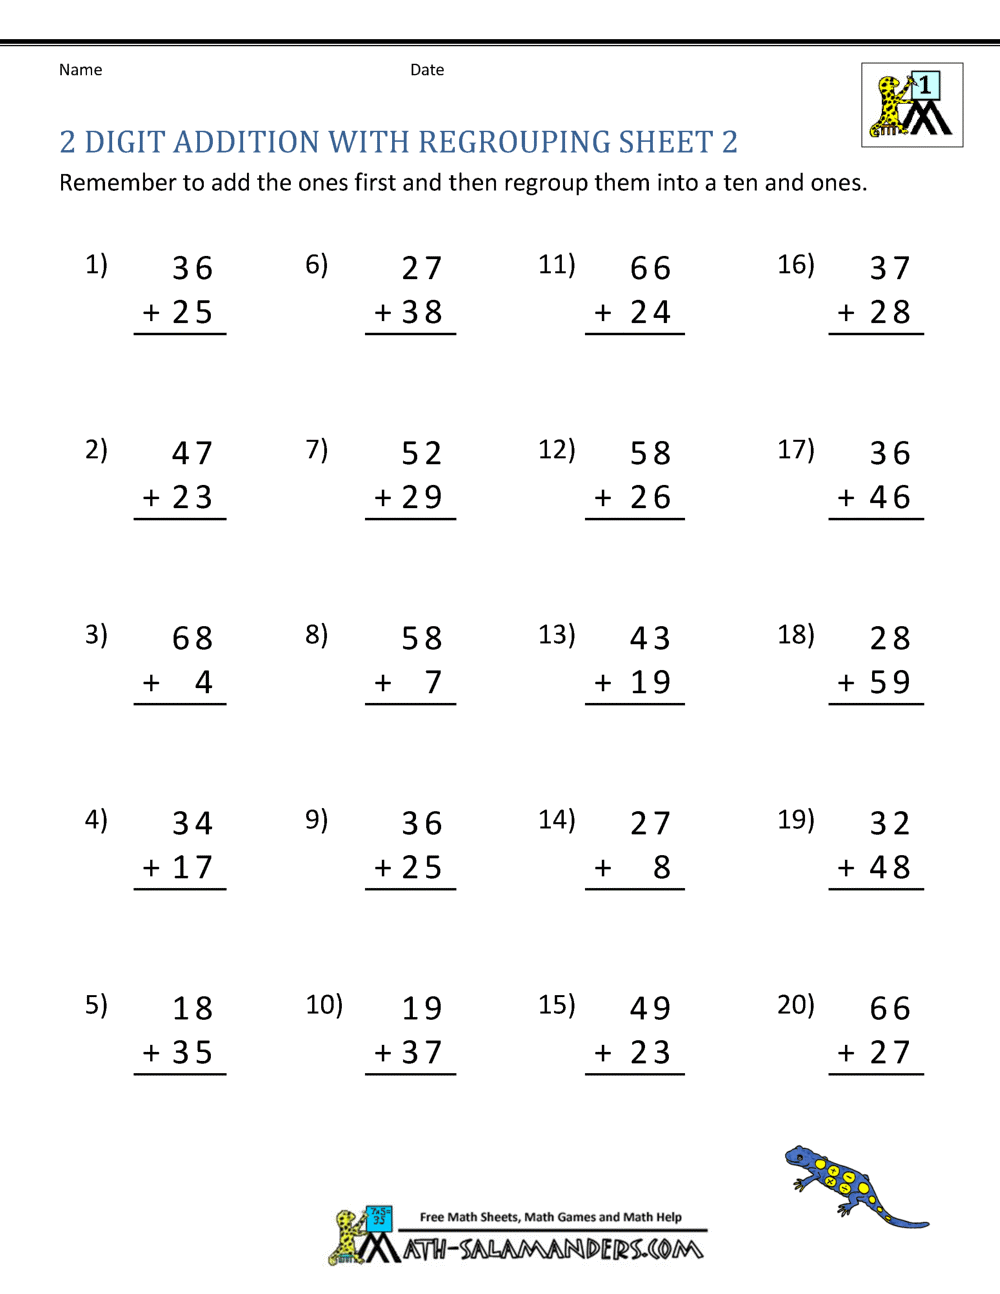 Name Date
1
2 DIGIT ADDITION WITH REGROUPING SHEET 2
Remember to add the ones first and then regroup them into a ten and ones.
1) 36 6) 27 11) 66 16) 37
+ 25 + 38 + 24 + 28
2) 47 7) 52 12) 58 17) 36
+ 23 + 29 + 26 + 46
3) 68 8) 58 13) 43 18) 28
+ 4 + 7 + 19 + 59
4) 34 9) 36 14) 27 19) 32
+ 17 + 25 + 8 + 48
5) 18 10) 19 15) 49 20) 66
+ 35 + 37 + 23 + 27
7x5=
35
Free Math Sheets, Math Games and Math Help
MATH-SALAMANDERS.COM